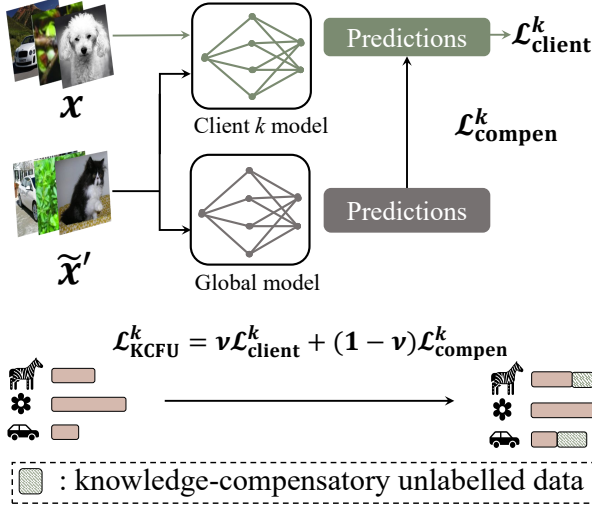 Predictions
ℒ^k_client
x
Client k model
ℒ^k_compen
Predictions
x̃′
Global model
ℒ^k_KCFU = νℒ^k_client + (1 − ν)ℒ^k_compen
: knowledge-compensatory unlabelled data